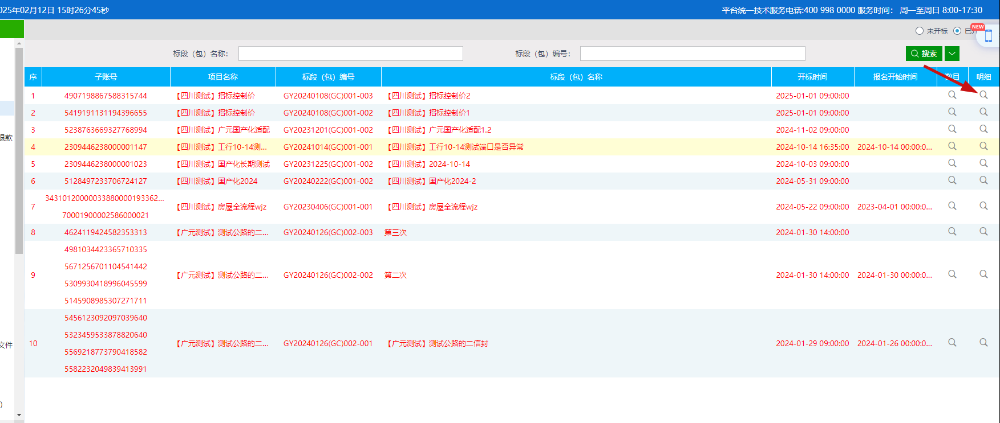 025年02月12日 15时26分45秒 平台统一技术服务电话:400 998 0000 服务时间： 周一至周日 8:00-17:30
未开标 已 NEW
标段（包）名称： 标段（包）编号： 搜索
序 子账号 项目名称 标段（包）编号 标段（包）名称 开标时间 报名开始时间 数目 明细
1 4907198867588315744 【四川测试】招标控制价 GY20240108(GC)001-003 【四川测试】招标控制价2 2025-01-01 09:00:00
2 5419191131194396655 【四川测试】招标控制价 GY20240108(GC)001-002 【四川测试】招标控制价1 2025-01-01 09:00:00
退款
3 5238763669327768994 【四川测试】广元国产化适配 GY20231201(GC)001-002 【四川测试】广元国产化适配1.2 2024-11-02 09:00:00
4 2309446238000001147 【四川测试】工行10-14测... GY20241014(GC)001-001 【四川测试】工行10-14测试端口是否异常 2024-10-14 16:35:00 2024-10-14 00:00:0...
5 2309446238000001023 【四川测试】国产化长期测试 GY20231225(GC)001-002 【四川测试】2024-10-14 2024-10-03 09:00:00
6 5128497233706724127 【四川测试】国产化2024 GY20240222(GC)001-002 【四川测试】国产化2024-2 2024-05-31 09:00:00
34310120000033880000193362...
7 【四川测试】房屋全流程wjz GY20230406(GC)001-001 【四川测试】房屋全流程wjz 2024-05-22 09:00:00 2023-04-01 00:00:0...
70001900002586000021
8 4624119424582353313 【广元测试】测试公路的二... GY20240126(GC)002-003 第三次 2024-01-30 14:00:00
4981034423365710335
5671256701104541442
9 【广元测试】测试公路的二... GY20240126(GC)002-002 第二次 2024-01-30 14:00:00 2024-01-30 00:00:0...
5309930418996045599
5145908985307271711
5456123092097039640
5323459533878820640
文件
10 【广元测试】测试公路的二... GY20240126(GC)002-001 【广元测试】测试公路的二信封 2024-01-29 09:00:00 2024-01-26 00:00:0...
5569218773790418582
5582232049839413991
）